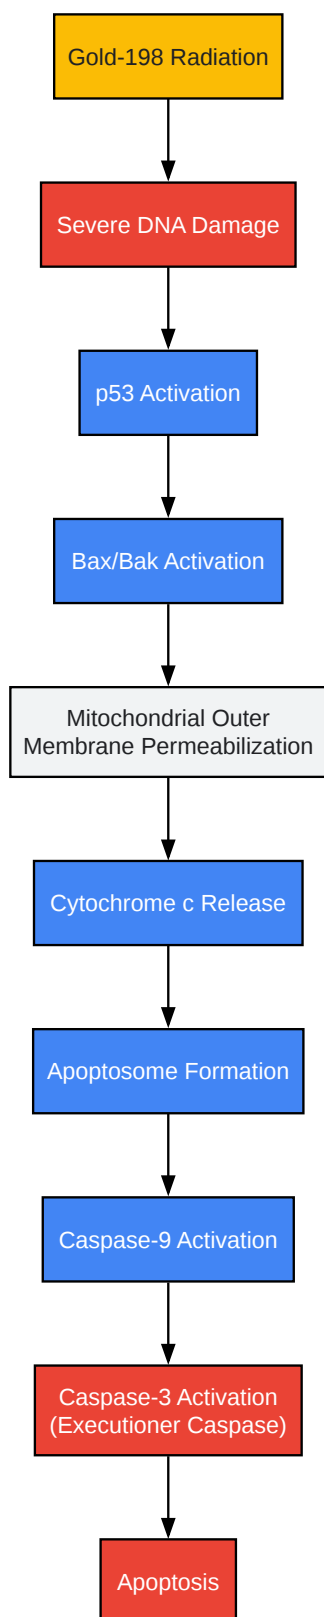 Gold-198 Radiation
Severe DNA Damage
p53 Activation
Bax/Bak Activation
Mitochondrial Outer
Membrane Permeabilization
Cytochrome c Release
Apoptosome Formation
Caspase-9 Activation
Caspase-3 Activation
(Executioner Caspase)
Apoptosis